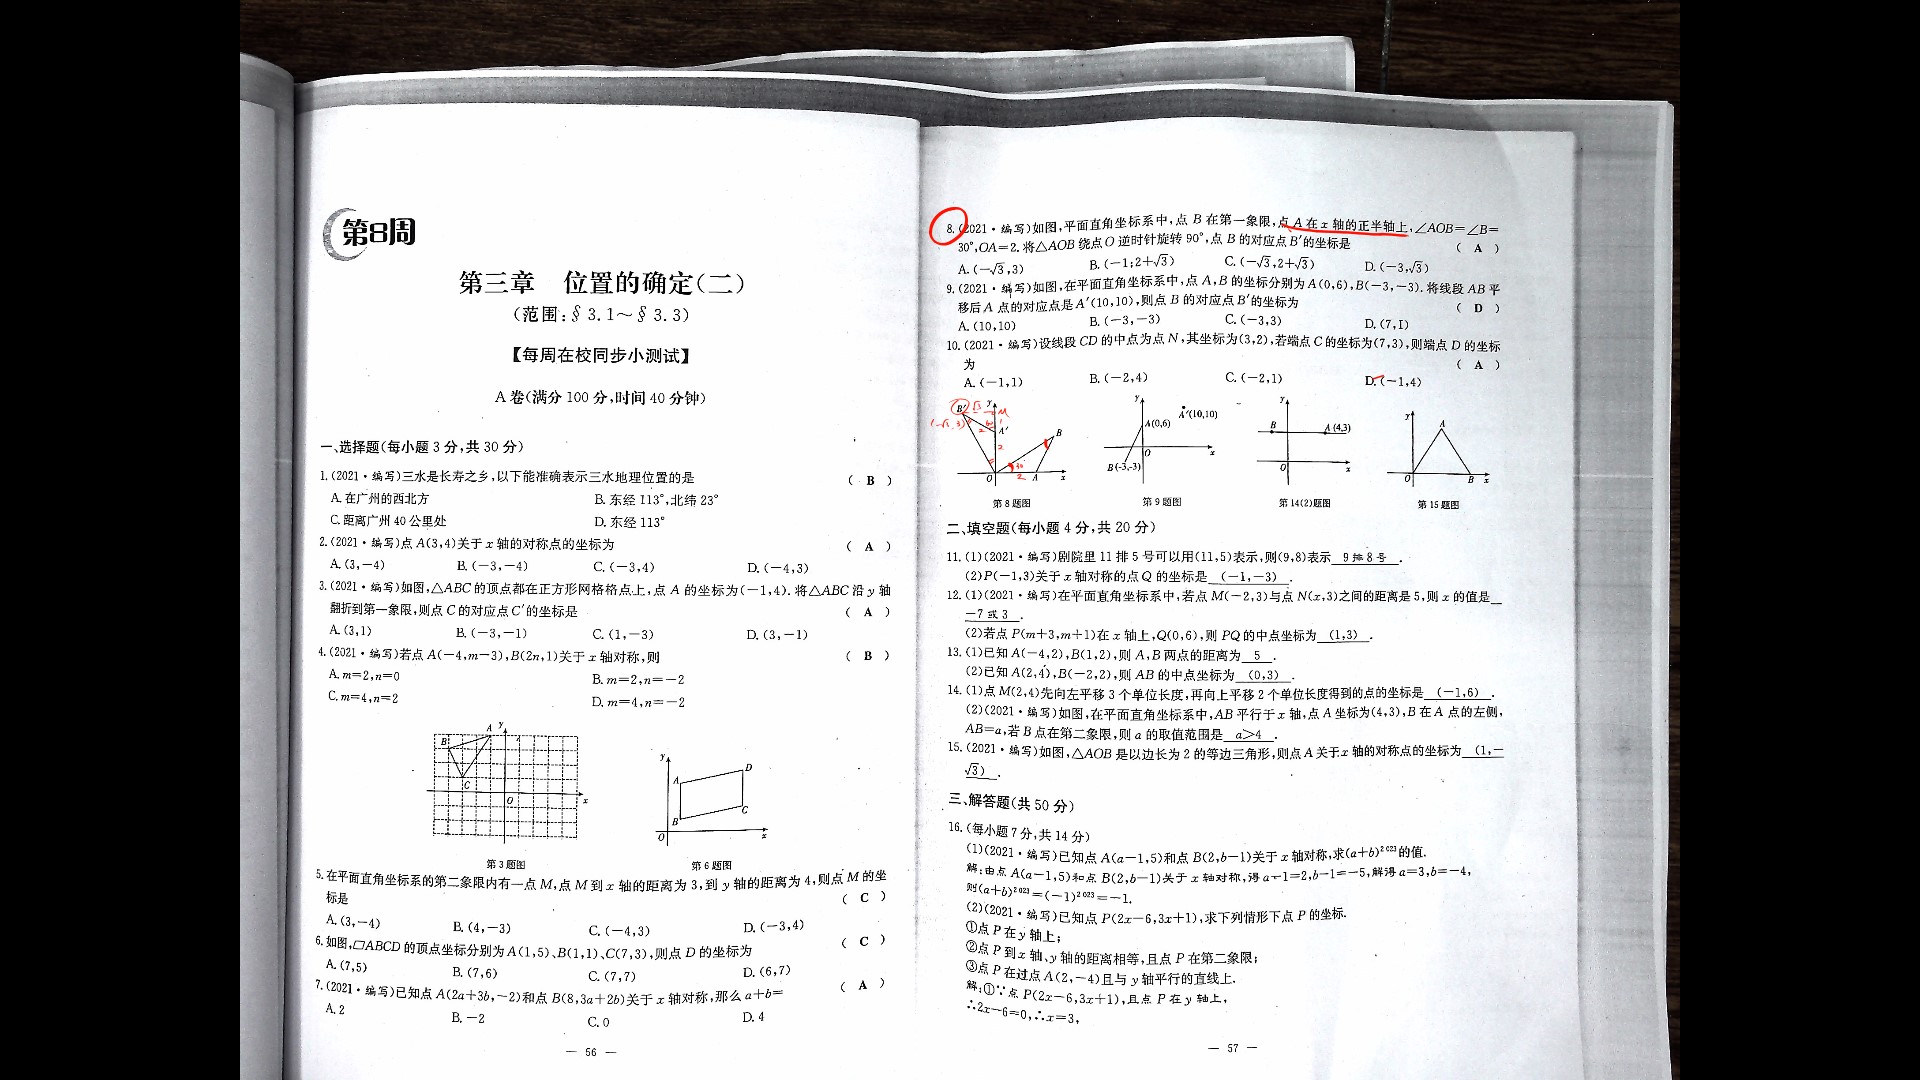 第8周
第三章 位置的确定(二)
(范围:§3.1～§3.3)
【每周在校同步小测试】
A卷(满分100分,时间40分钟)
一、选择题(每小题3分,共30分)
1.(2021·编写)三水是长寿之乡,以下能准确表示三水地理位置的是 ( B )
A.在广州的西北方 B.东经113°,北纬23°
C.距离广州40公里处 D.东经113°
2.(2021·编写)点A(3,4)关于x轴的对称点的坐标为 ( A )
A.(3,-4) B.(-3,-4) C.(-3,4) D.(-4,3)
3.(2021·编写)如图,△ABC的顶点都在正方形网格格点上,点A的坐标为(-1,4).将△ABC沿y轴
翻折到第一象限,则点C的对应点C′的坐标是 ( A )
A.(3,1) B.(-3,-1) C.(1,-3) D.(3,-1)
4.(2021·编写)若点A(-4,m-3),B(2n,1)关于x轴对称,则 ( B )
A.m=2,n=0 B.m=2,n=-2
C.m=4,n=2 D.m=4,n=-2
A y
B
C
O x
第3题图
y
A D
B C
O x
第6题图
5.在平面直角坐标系的第二象限内有一点M,点M到x轴的距离为3,到y轴的距离为4,则点M的坐
标是 ( C )
A.(3,-4) B.(4,-3) C.(-4,3) D.(-3,4)
6.如图,▱ABCD的顶点坐标分别为A(1,5)、B(1,1)、C(7,3),则点D的坐标为 ( C )
A.(7,5) B.(7,6) C.(7,7) D.(6,7)
7.(2021·编写)已知点A(2a+3b,-2)和点B(8,3a+2b)关于x轴对称,那么a+b= ( A )
A.2 B.-2 C.0 D.4
— 56 —
8.(2021·编写)如图,平面直角坐标系中,点B在第一象限,点A在x轴的正半轴上,∠AOB=∠B=
30°,OA=2.将△AOB绕点O逆时针旋转90°,点B的对应点B′的坐标是 ( A )
A.(-√3,3) B.(-1,2+√3) C.(-√3,2+√3) D.(-3,√3)
9.(2021·编写)如图,在平面直角坐标系中,点A,B的坐标分别为A(0,6),B(-3,-3).将线段AB平
移后A点的对应点是A′(10,10),则点B的对应点B′的坐标为 ( D )
A.(10,10) B.(-3,-3) C.(-3,3) D.(7,1)
10.(2021·编写)设线段CD的中点为点N,其坐标为(3,2),若端点C的坐标为(7,3),则端点D的坐标
为 ( A )
A.(-1,1) B.(-2,4) C.(-2,1) D.(-1,4)
B′ √3 y M
(-√3,3) 60 1
2 A′
2 B
30°
O 2 A x
第8题图
y A′(10,10)
A(0,6)
O x
B(-3,-3)
第9题图
y
B A (4,3)
O x
第14(2)题图
y
A
O B x
第15题图
二、填空题(每小题4分,共20分)
11.(1)(2021·编写)剧院里11排5号可以用(11,5)表示,则(9,8)表示 9排8号 .
(2)P(-1,3)关于x轴对称的点Q的坐标是 (-1,-3) .
12.(1)(2021·编写)在平面直角坐标系中,若点M(-2,3)与点N(x,3)之间的距离是5,则x的值是
-7或3 .
(2)若点P(m+3,m+1)在x轴上,Q(0,6),则PQ的中点坐标为 (1,3) .
13.(1)已知A(-4,2),B(1,2),则A,B两点的距离为 5 .
(2)已知A(2,4),B(-2,2),则AB的中点坐标为 (0,3) .
14.(1)点M(2,4)先向左平移3个单位长度,再向上平移2个单位长度得到的点的坐标是 (-1,6) .
(2)(2021·编写)如图,在平面直角坐标系中,AB平行于x轴,点A坐标为(4,3),B在A点的左侧,
AB=a,若B点在第二象限,则a的取值范围是 a>4 .
15.(2021·编写)如图,△AOB是以边长为2的等边三角形,则点A关于x轴的对称点的坐标为 (1,-
√3) .
三、解答题(共50分)
16.(每小题7分,共14分)
(1)(2021·编写)已知点A(a-1,5)和点B(2,b-1)关于x轴对称,求(a+b)²⁰²³的值.
解:由点A(a-1,5)和点B(2,b-1)关于x轴对称,得a-1=2,b-1=-5,解得a=3,b=-4,
则(a+b)²⁰²³=(-1)²⁰²³=-1.
(2)(2021·编写)已知点P(2x-6,3x+1),求下列情形下点P的坐标.
①点P在y轴上;
②点P到x轴、y轴的距离相等,且点P在第二象限;
③点P在过点A(2,-4)且与y轴平行的直线上.
解:①∵点P(2x-6,3x+1),且点P在y轴上,
∴2x-6=0,∴x=3,
— 57 —